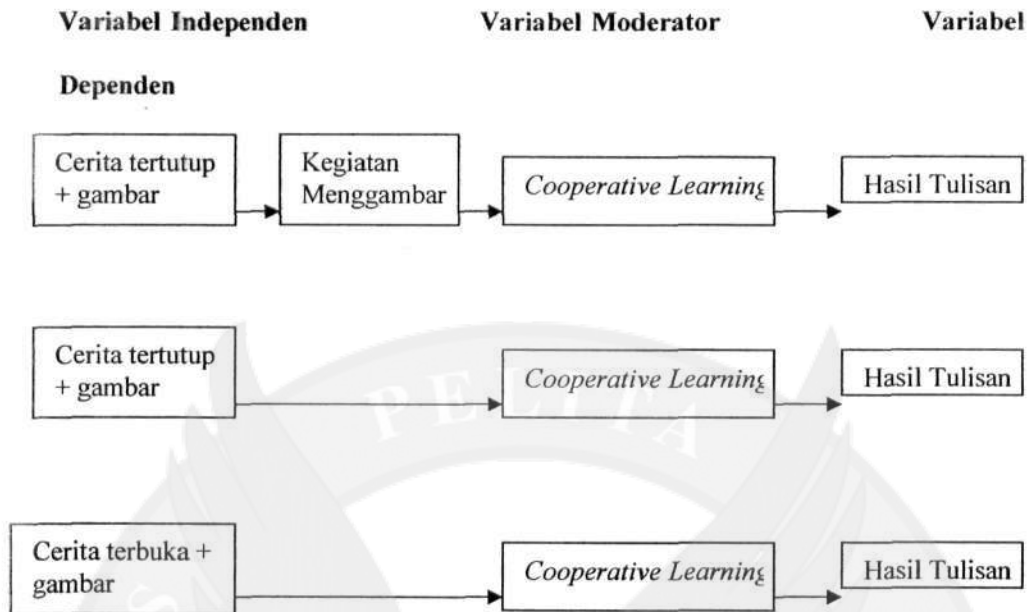 Variabel Independen Variabel Moderator Variabel
Dependen
Cerita tertutup
+ gambar
Kegiatan
Menggambar
Cooperative Learning
Hasil Tulisan
Cerita tertutup
+ gambar
Cooperative Learning
Hasil Tulisan
Cerita terbuka +
gambar
Cooperative Learning
Hasil Tulisan
PELITA
S